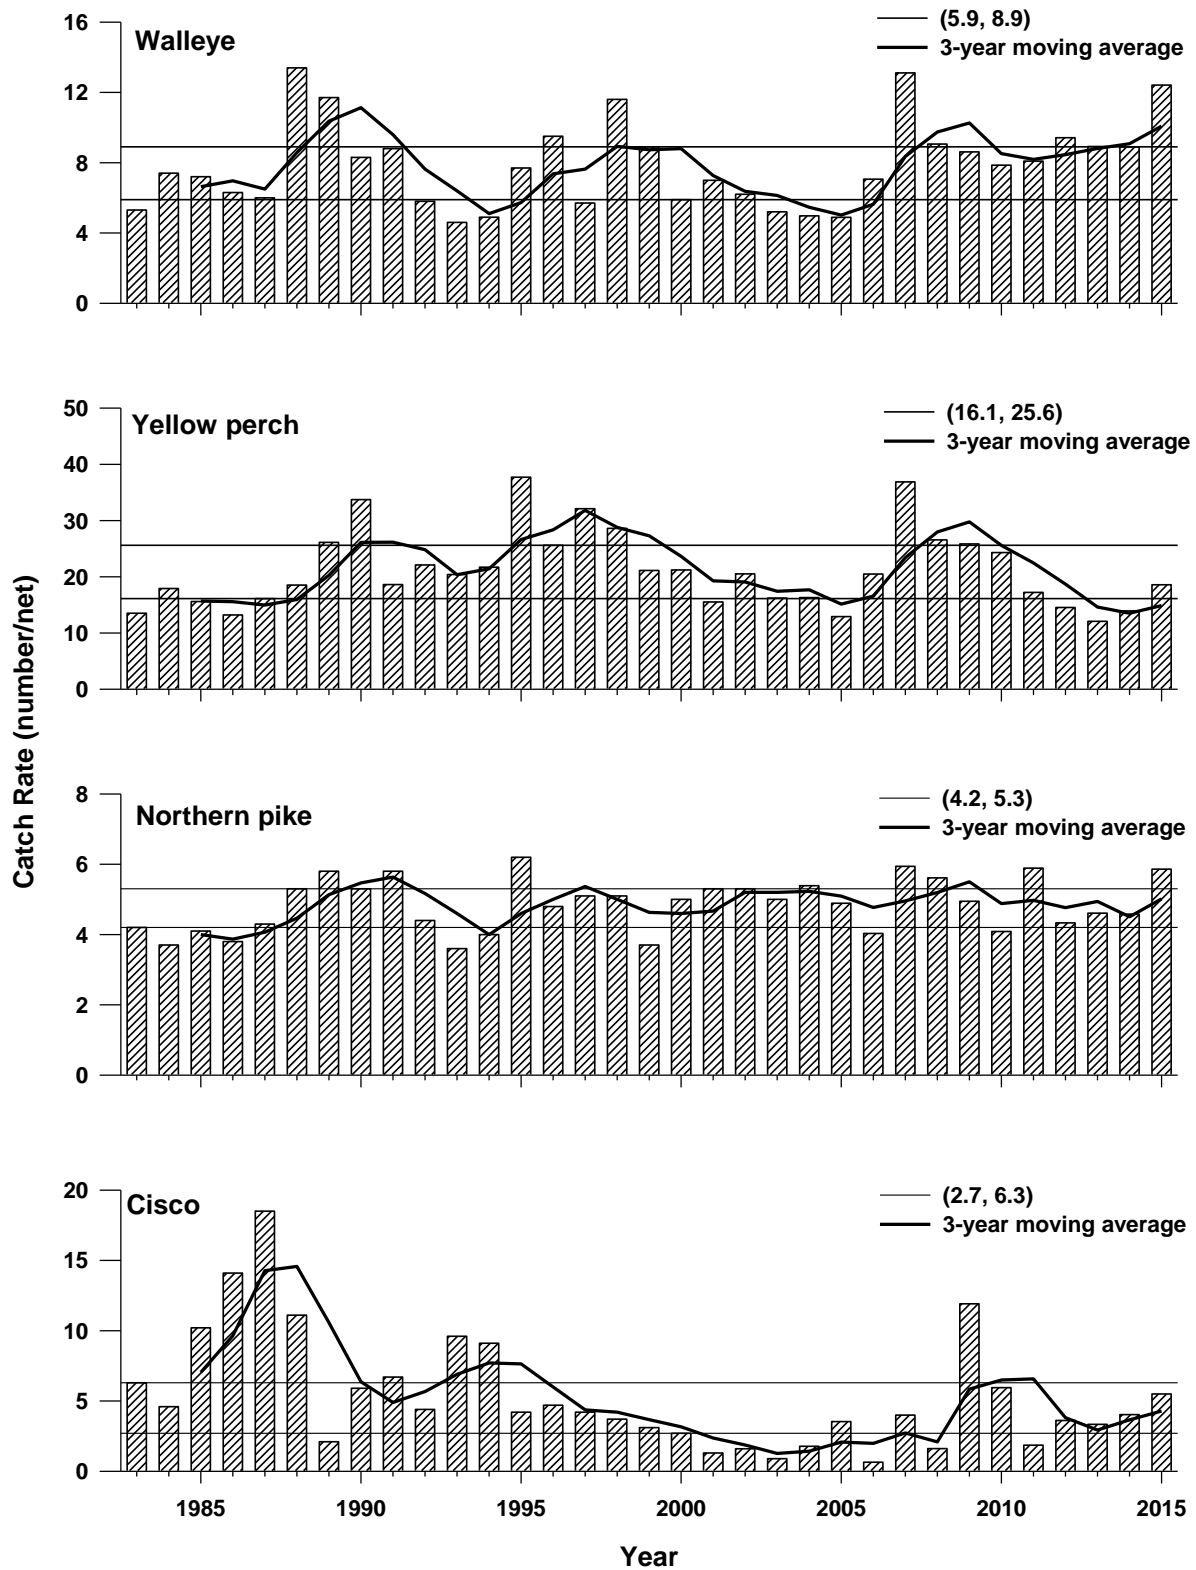 16
12
8
4
0
Walleye
(5.9, 8.9)
3-year moving average
50
40
30
20
10
0
Yellow perch
(16.1, 25.6)
3-year moving average
Catch Rate (number/net)
8
6
4
2
0
Northern pike
(4.2, 5.3)
3-year moving average
20
15
10
5
0
Cisco
(2.7, 6.3)
3-year moving average
1985 1990 1995 2000 2005 2010 2015
Year